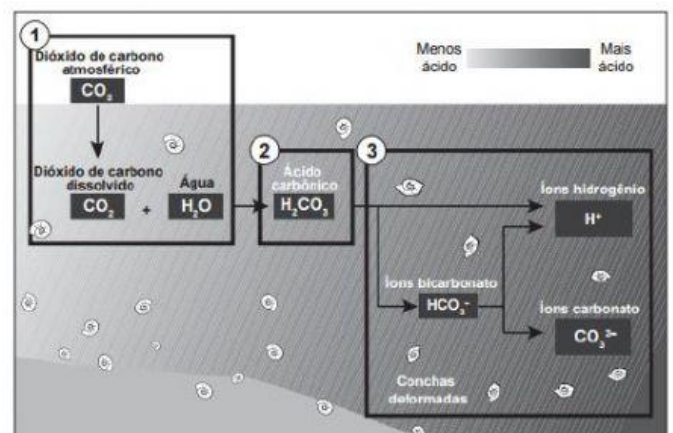 1
Dióxido de carbono
atmosférico
CO₃
Menos
ácido
Mais
ácido
Dióxido de carbono
dissolvido
CO₂
+
Água
H₂O
2
Ácido
carbônico
H₂CO₃
3
Íons hidrogênio
H⁺
Íons bicarbonato
HCO₃⁻
Íons carbonato
CO₃²⁻
Conchas
deformadas